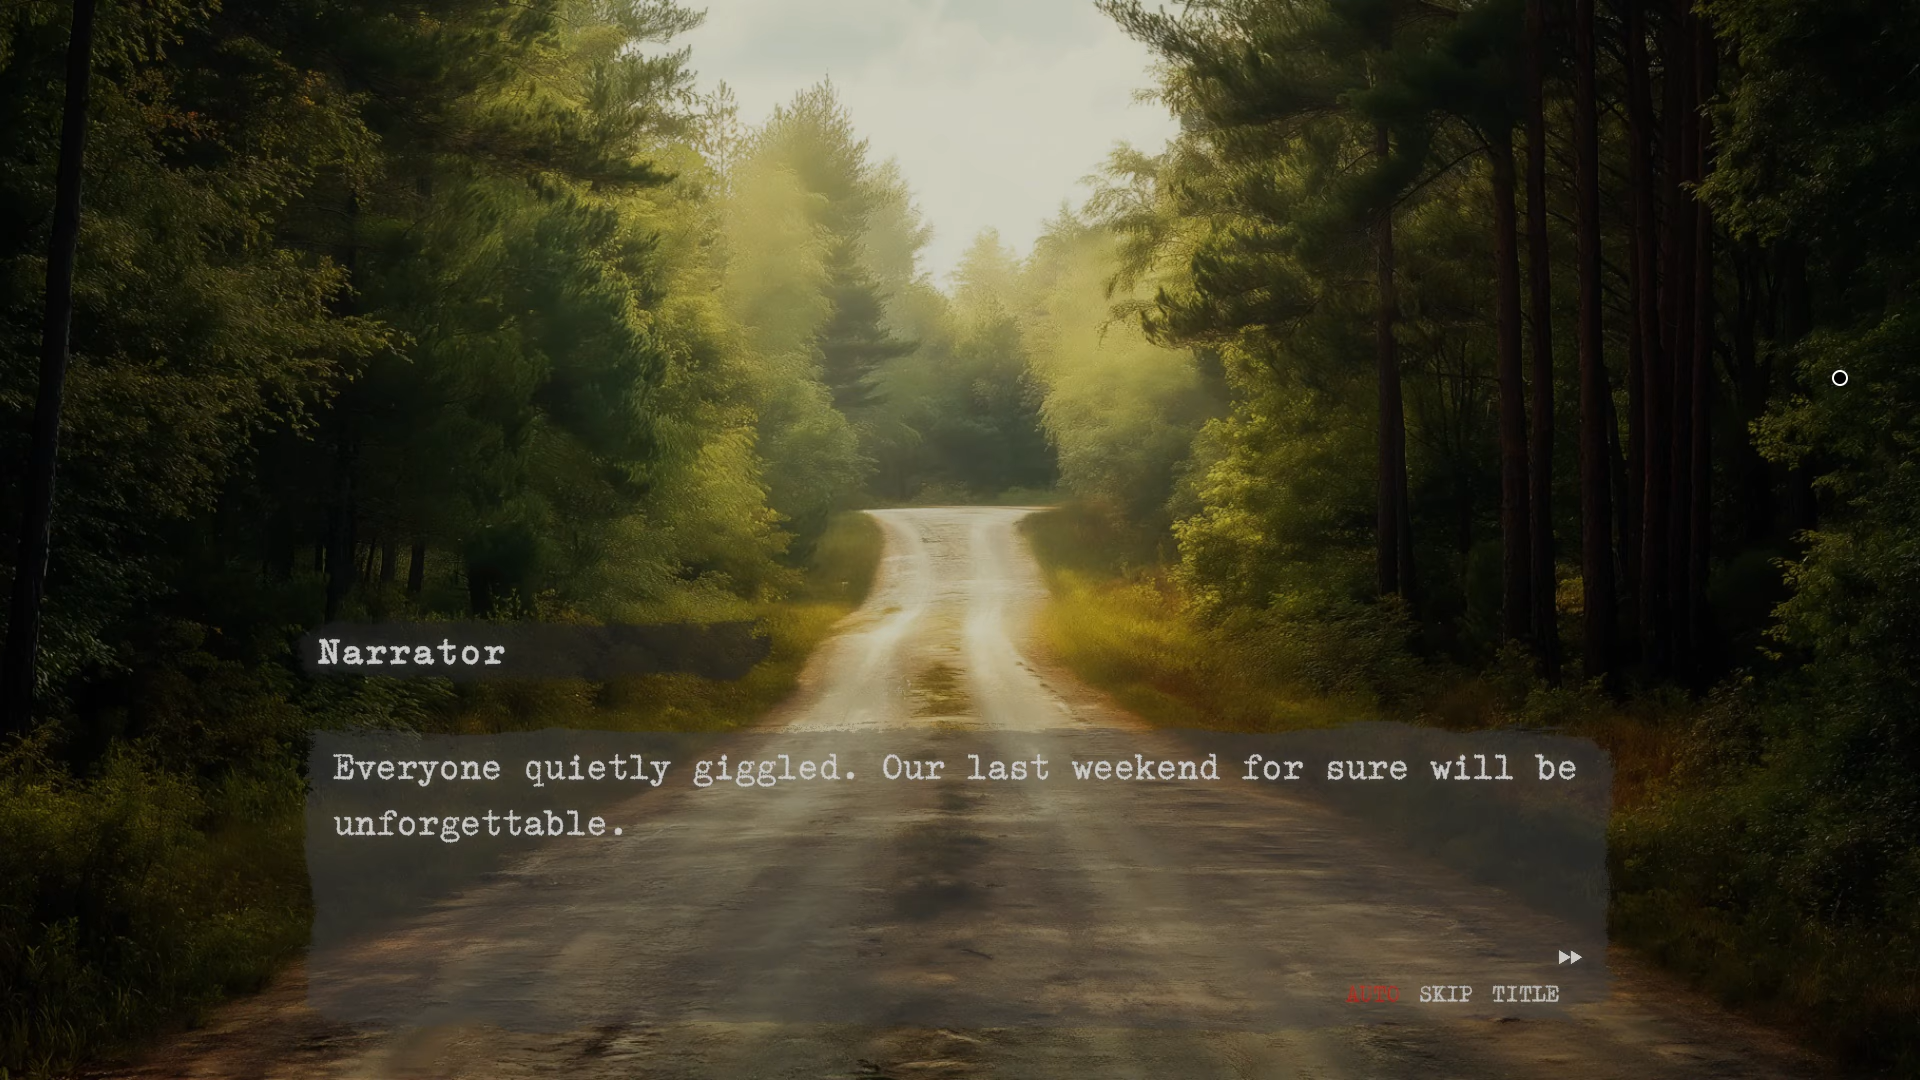 Narrator
Everyone quietly giggled. Our last weekend for sure will be
unforgettable.
AUTO SKIP TITLE